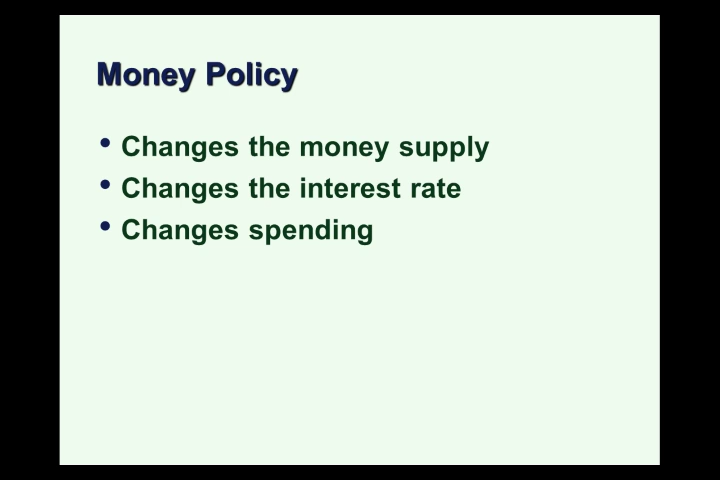 Money Policy
• Changes the money supply
• Changes the interest rate
• Changes spending